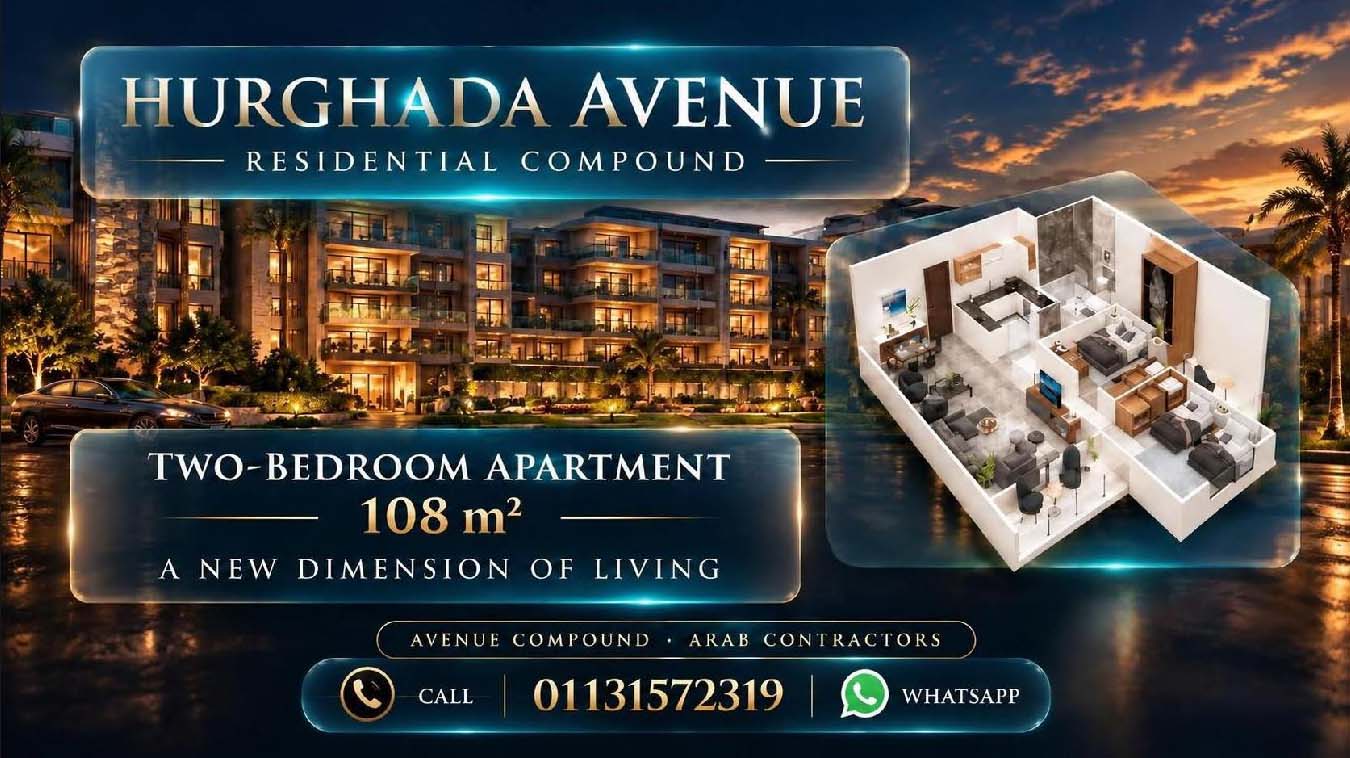 HURGHADA AVENUE
RESIDENTIAL COMPOUND
TWO-BEDROOM APARTMENT
108 m²
A NEW DIMENSION OF LIVING
AVENUE COMPOUND · ARAB CONTRACTORS
CALL 01131572319 WHATSAPP